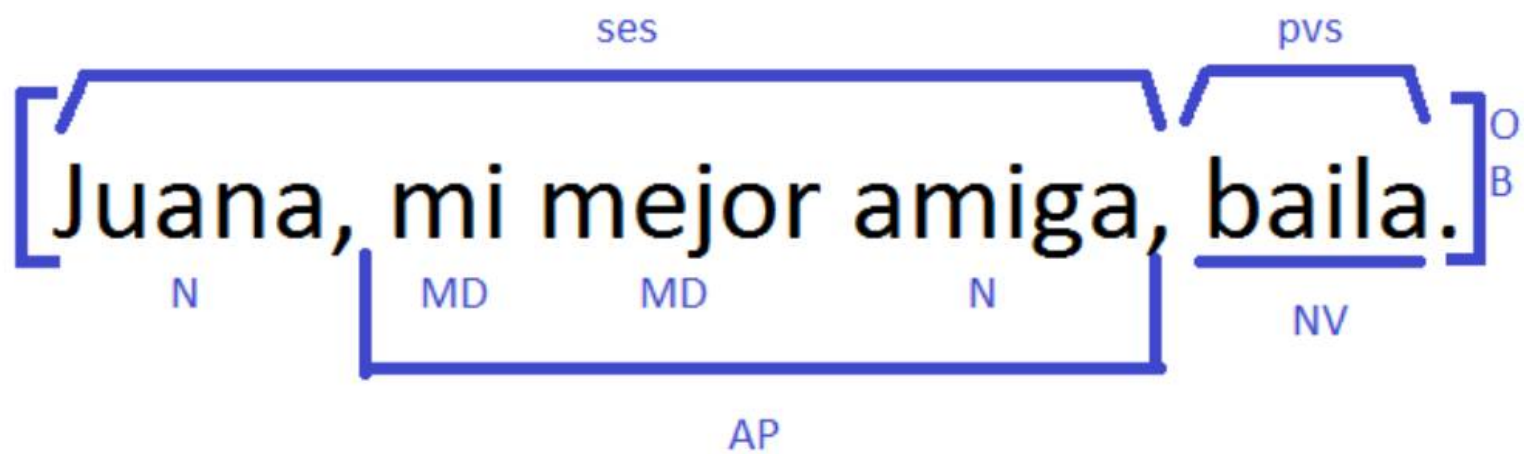 ses pvs
Juana, mi mejor amiga, baila. O
B
N MD MD N NV
AP